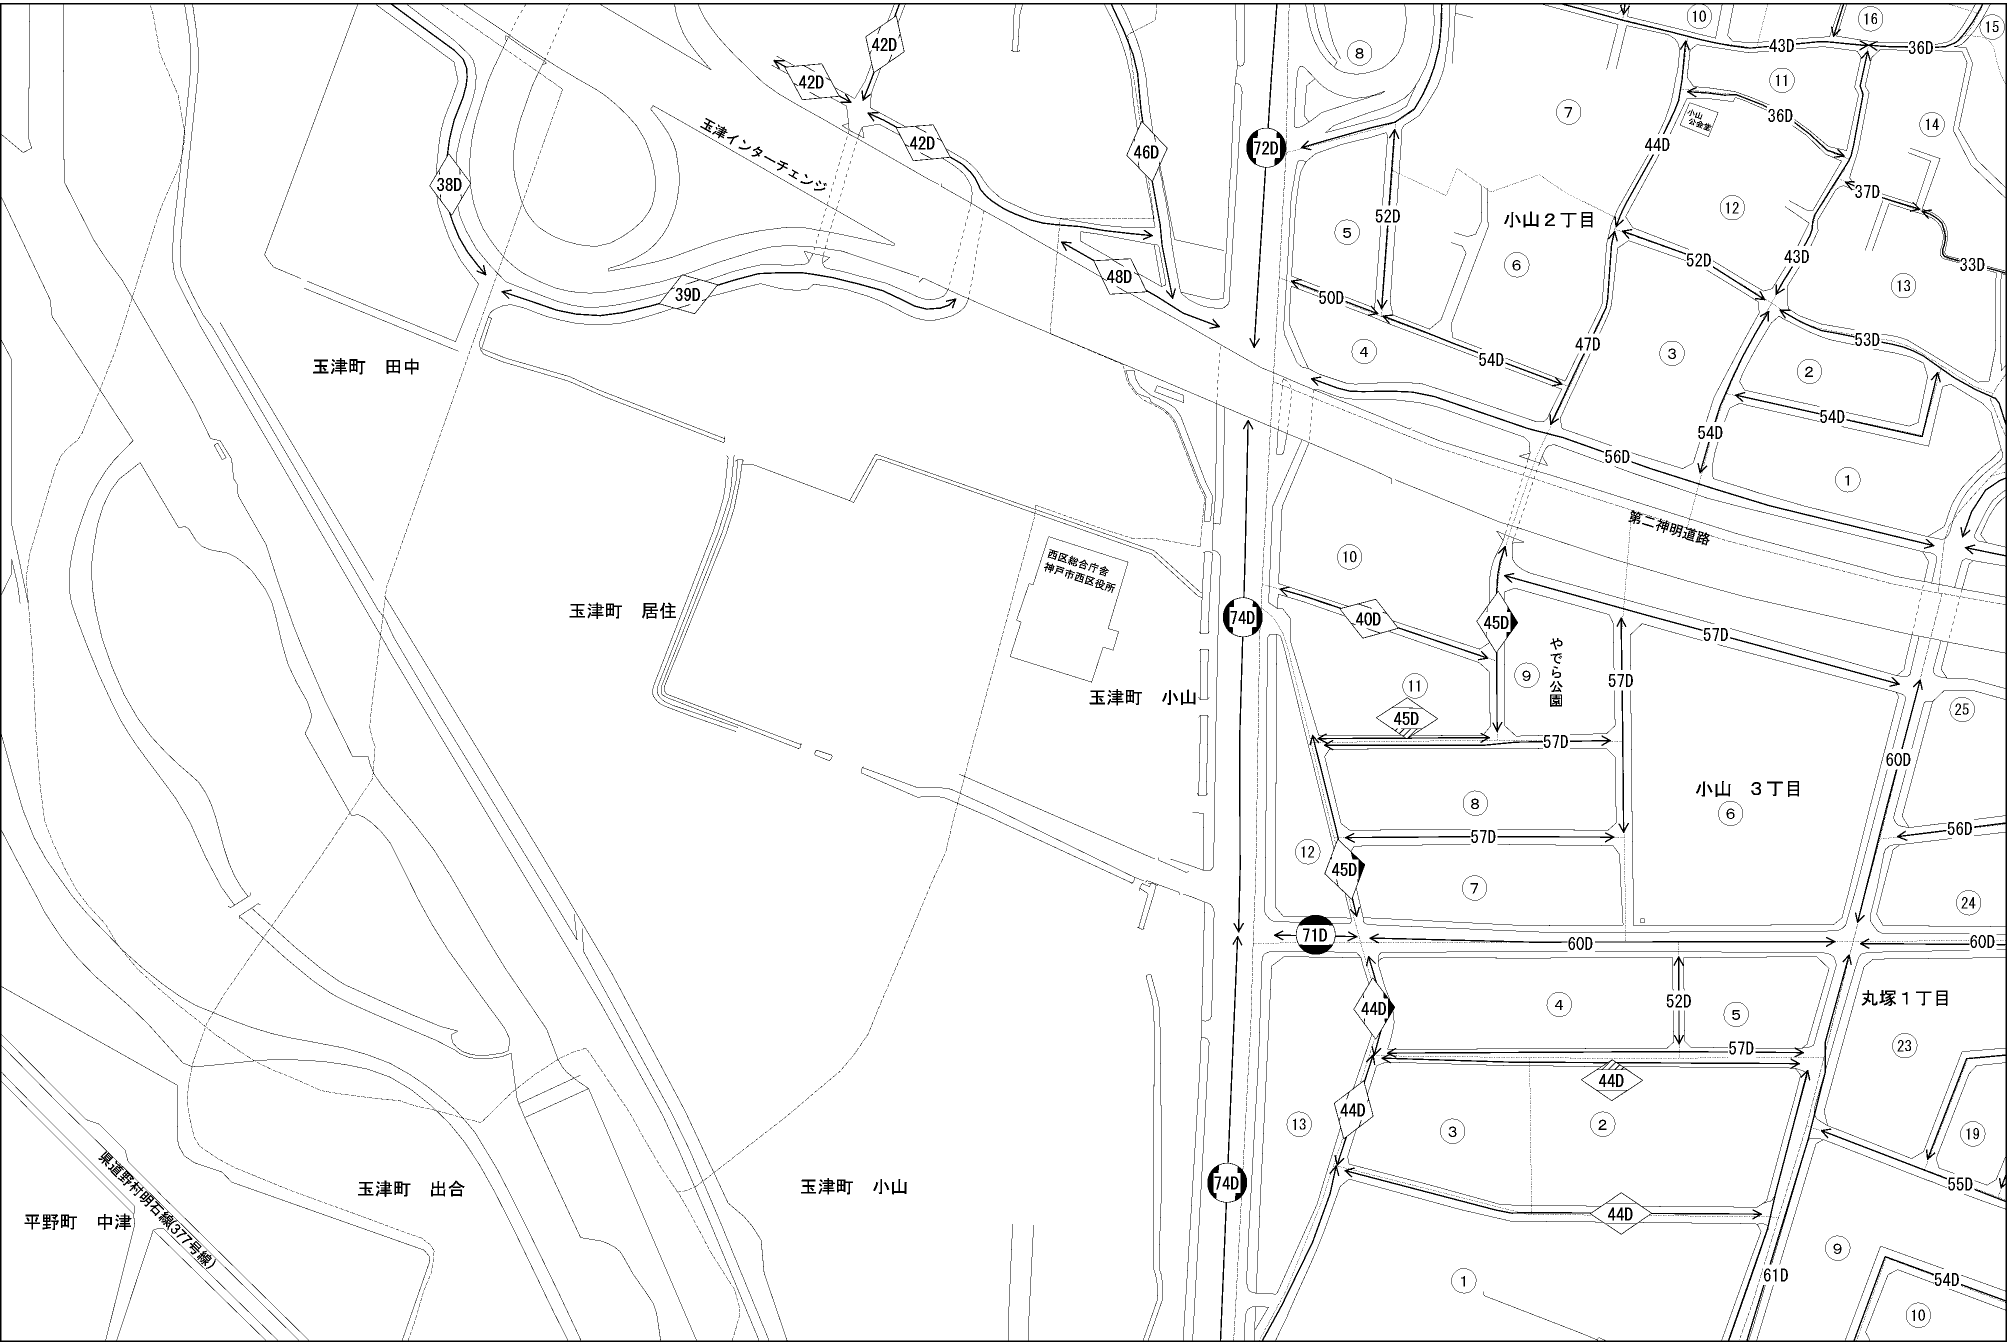 10
16
15
42D
43D
36D
8
42D
11
7
小山
公会堂
36D
14
玉津インターチェンジ
42D
72D
44D
46D
38D
37D
12
52D
小山２丁目
5
6
52D
43D
33D
48D
13
39D
50D
47D
53D
4
54D
3
2
玉津町　田中
54D
54D
56D
1
第二神明道路
10
西区総合庁舎
神戸市西区役所
玉津町　居住
74D
40D
45D
57D
やでら公園
9
57D
11
玉津町　小山
45D
25
57D
60D
小山　３丁目
8
6
57D
56D
12
45D
7
24
71D
60D
60D
44D
4
52D
5
丸塚１丁目
57D
23
44D
44D
13
3
2
19
県道野村明石線(377号線)
玉津町　出合
玉津町　小山
74D
55D
平野町　中津
44D
9
1
61D
54D
10